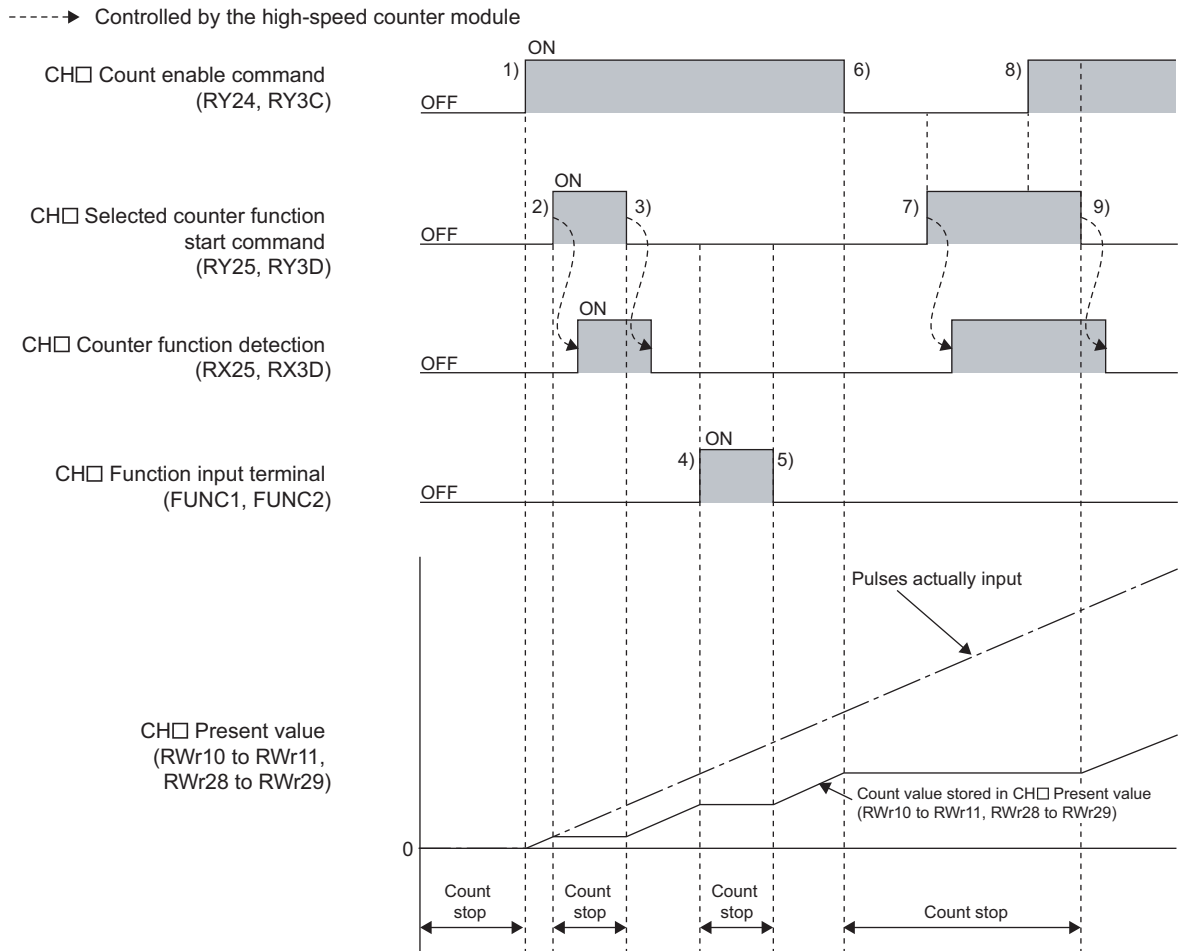 Controlled by the high-speed counter module
ON
CH□ Count enable command
(RY24, RY3C)
1)
6)
8)
OFF
ON
CH□ Selected counter function
start command
(RY25, RY3D)
2)
3)
7)
9)
OFF
ON
CH□ Counter function detection
(RX25, RX3D)
OFF
ON
CH□ Function input terminal
(FUNC1, FUNC2)
4)
5)
OFF
Pulses actually input
CH□ Present value
(RWr10 to RWr11,
RWr28 to RWr29)
Count value stored in CH□ Present value
(RWr10 to RWr11, RWr28 to RWr29)
0
Count
stop
Count
stop
Count
stop
Count stop